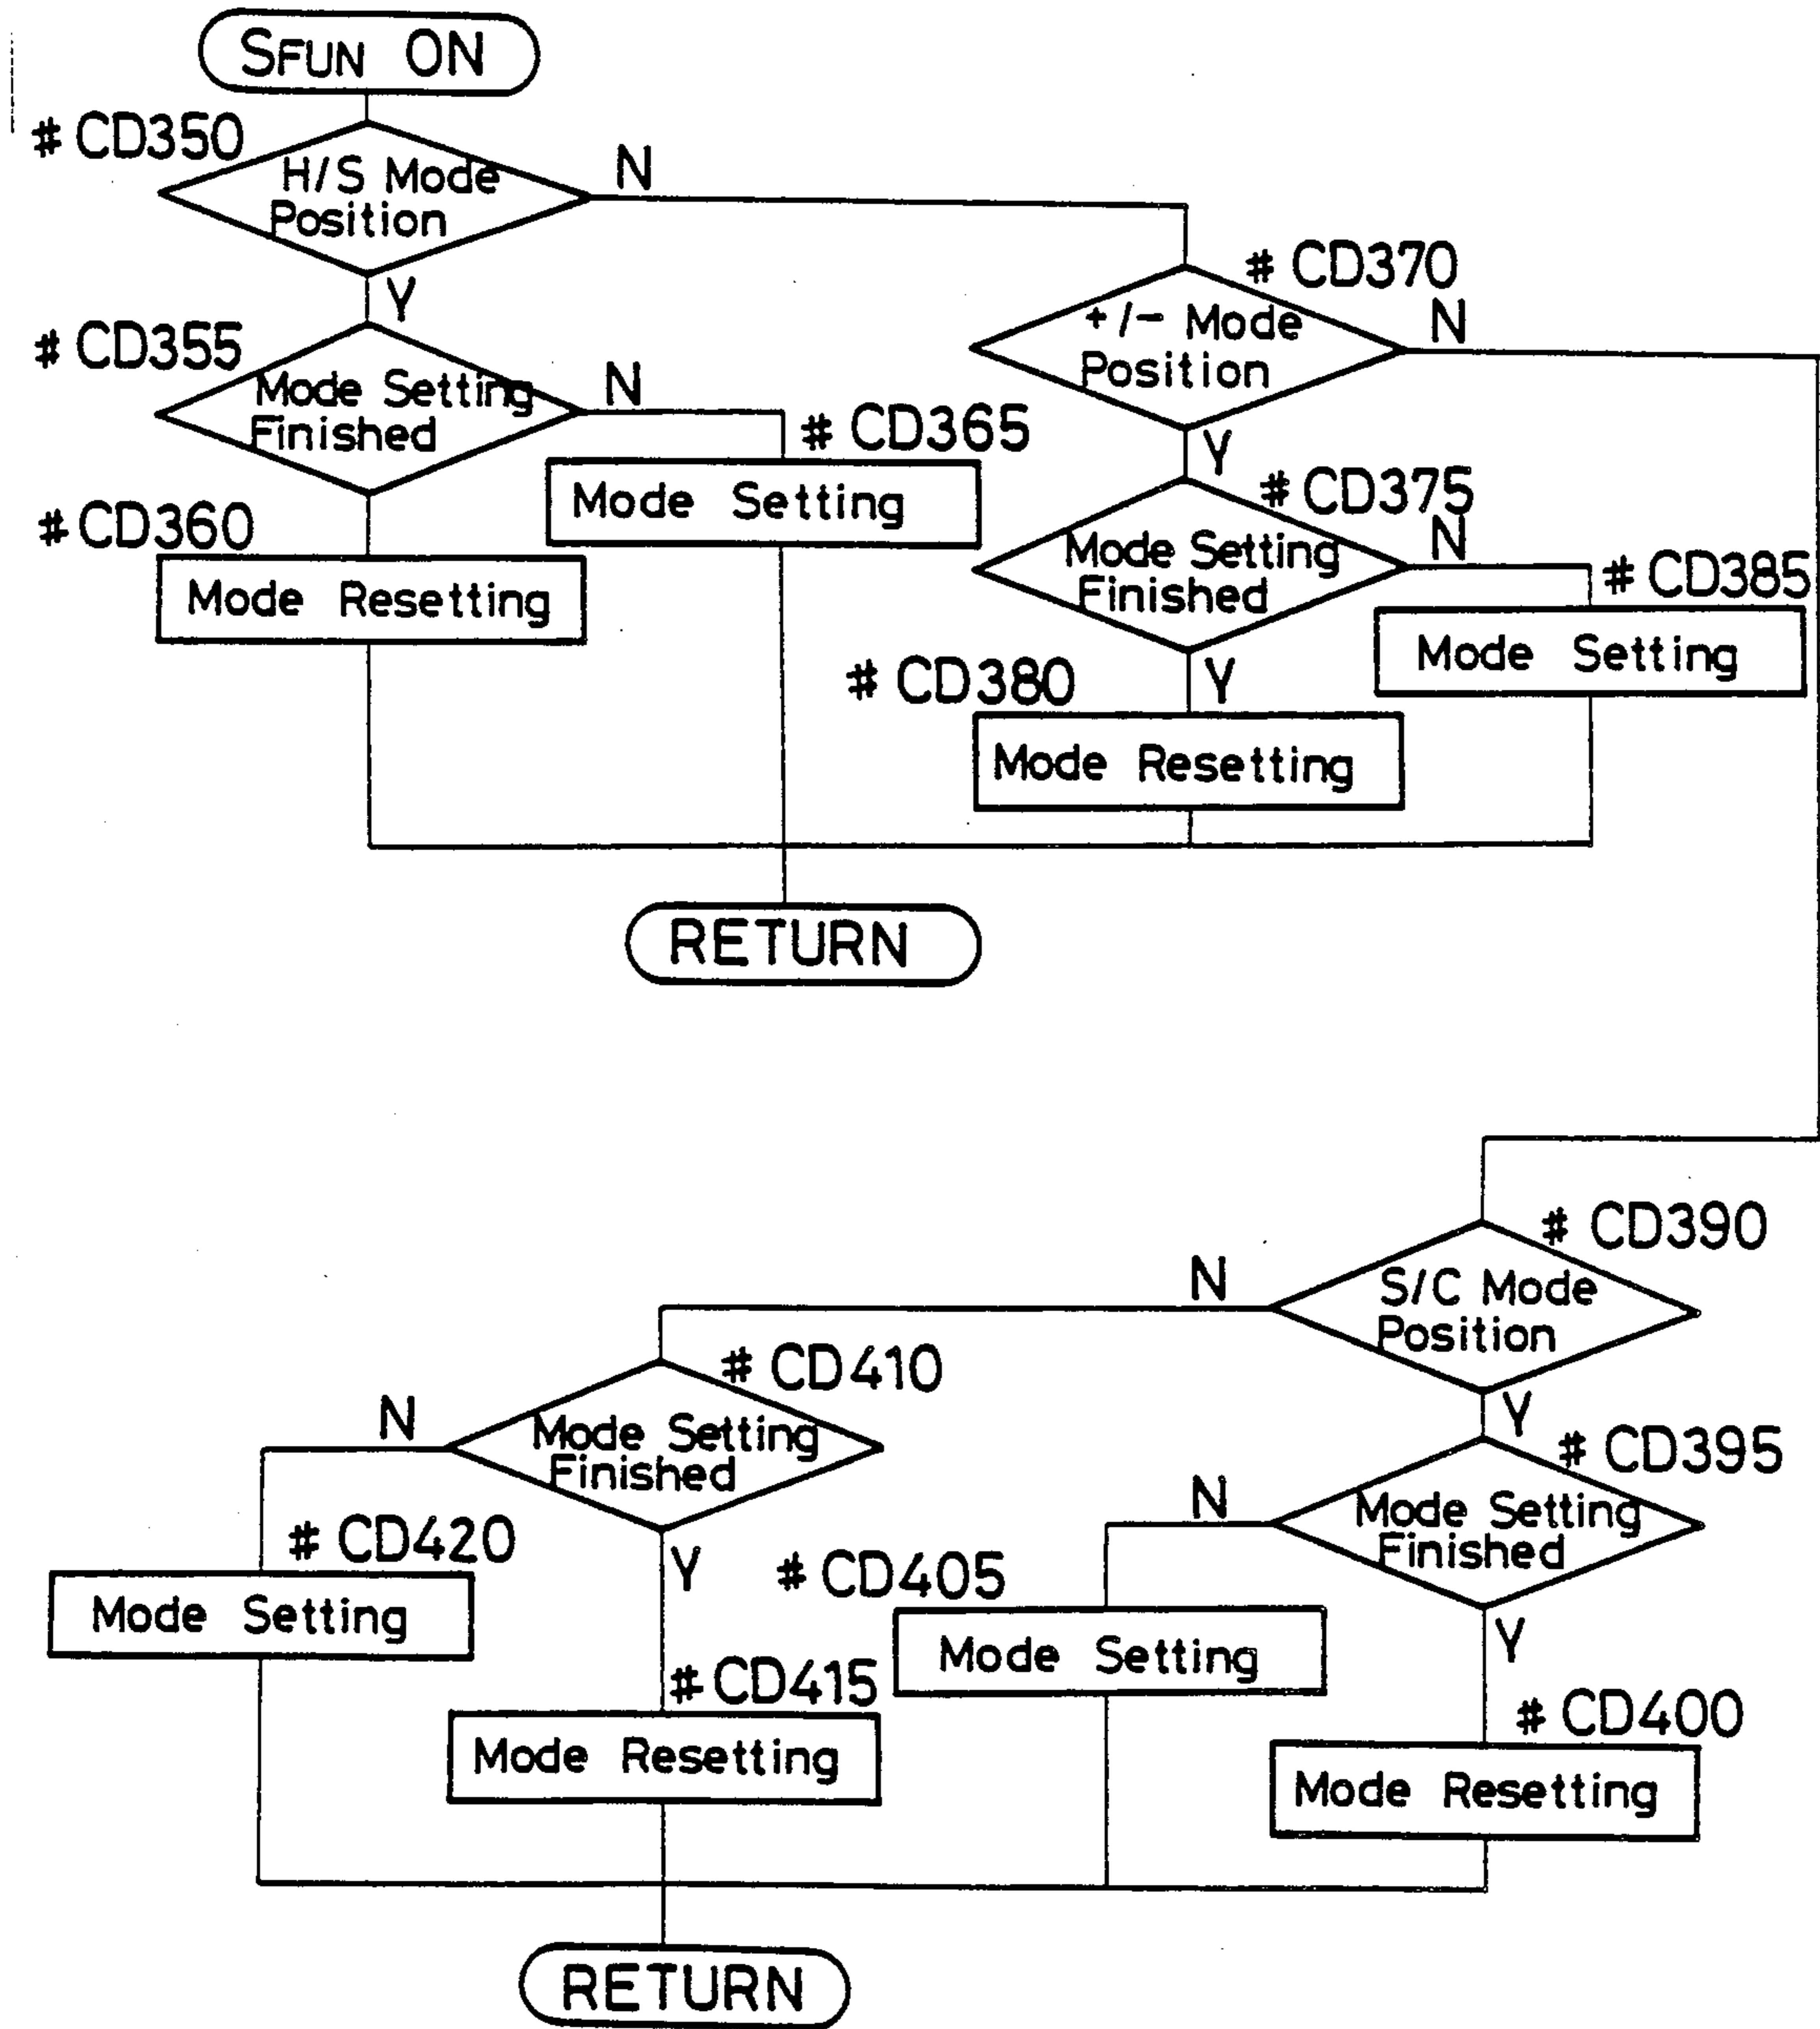 SFUN ON
# CD350
H/S Mode
Position
N
Y
# CD355
Mode Setting
Finished
N
# CD365
Mode Setting
# CD360
Mode Resetting
# CD370
+/- Mode
Position
N
Y
# CD375
Mode Setting
Finished
N
# CD385
Mode Setting
# CD380
Y
Mode Resetting
RETURN
# CD390
S/C Mode
Position
N
Y
# CD410
Mode Setting
Finished
N
Y
# CD420
Mode Setting
# CD415
Mode Resetting
# CD395
Mode Setting
Finished
N
Y
# CD405
Mode Setting
# CD400
Mode Resetting
RETURN